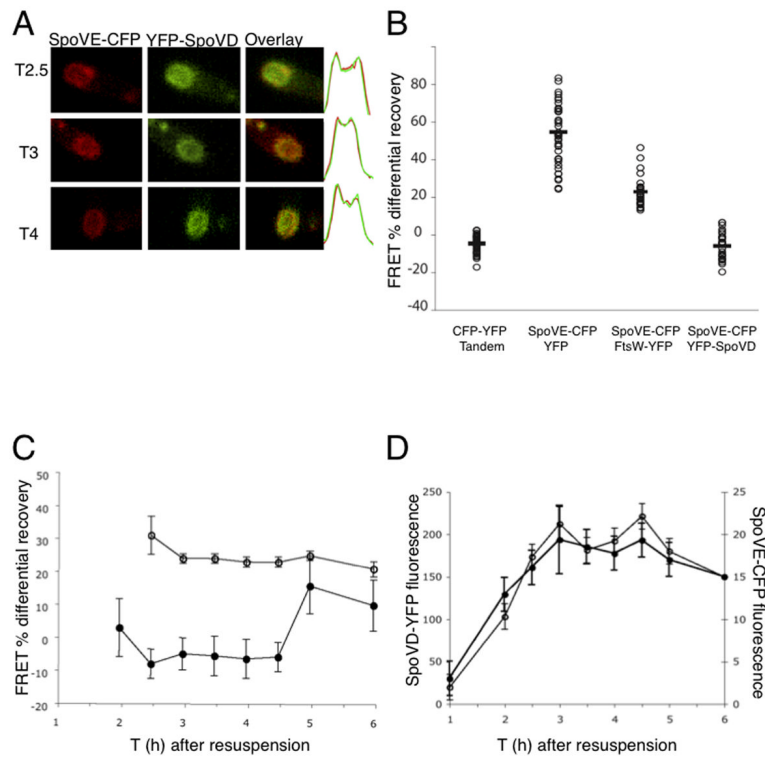 A
SpoVE-CFP YFP-SpoVD Overlay
T2.5
T3
T4
B
FRET % differential recovery
80
60
40
20
0
-20
-40
CFP-YFP
Tandem
SpoVE-CFP
YFP
SpoVE-CFP
FtsW-YFP
SpoVE-CFP
YFP-SpoVD
C
FRET % differential recovery
50
40
30
20
10
0
-10
-20
1 2 3 4 5 6
T (h) after resuspension
D
SpoVD-YFP fluorescence
250
200
150
100
50
0
25
20
15
10
5
0
SpoVE-CFP fluorescence
1 2 3 4 5 6
T (h) after resuspension